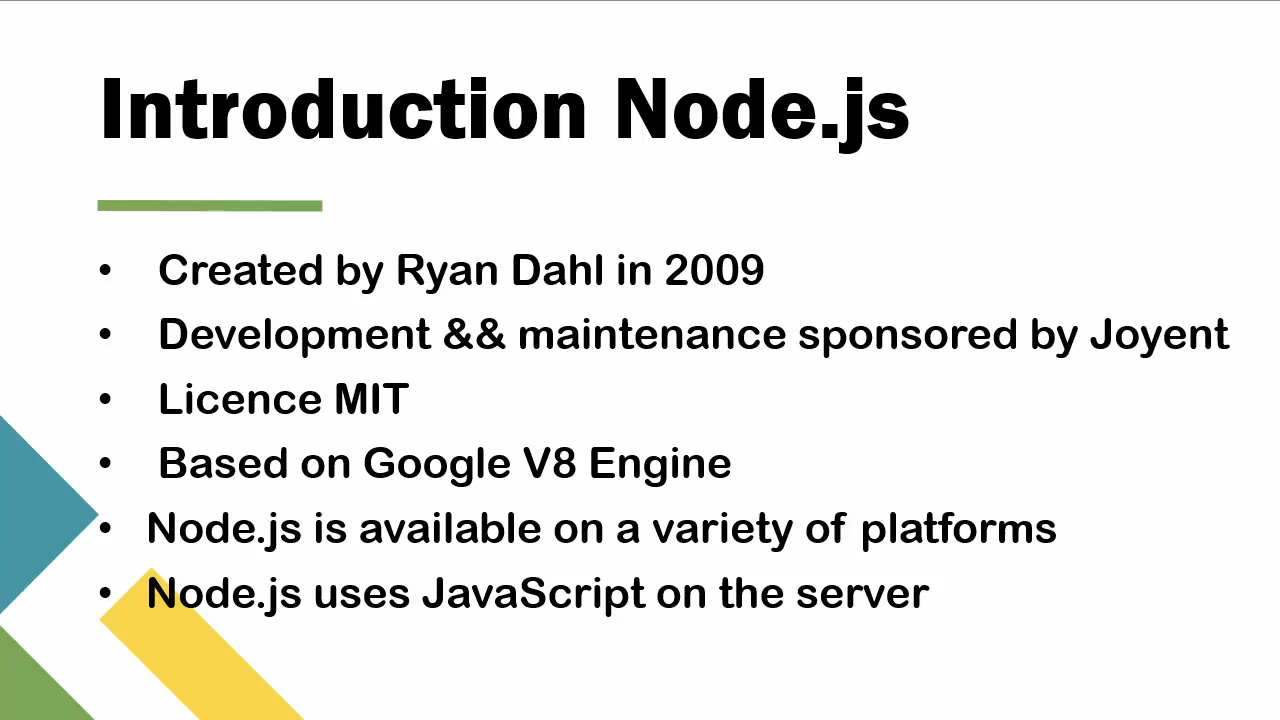 Introduction Node.js
• Created by Ryan Dahl in 2009
• Development && maintenance sponsored by Joyent
• Licence MIT
• Based on Google V8 Engine
• Node.js is available on a variety of platforms
• Node.js uses JavaScript on the server